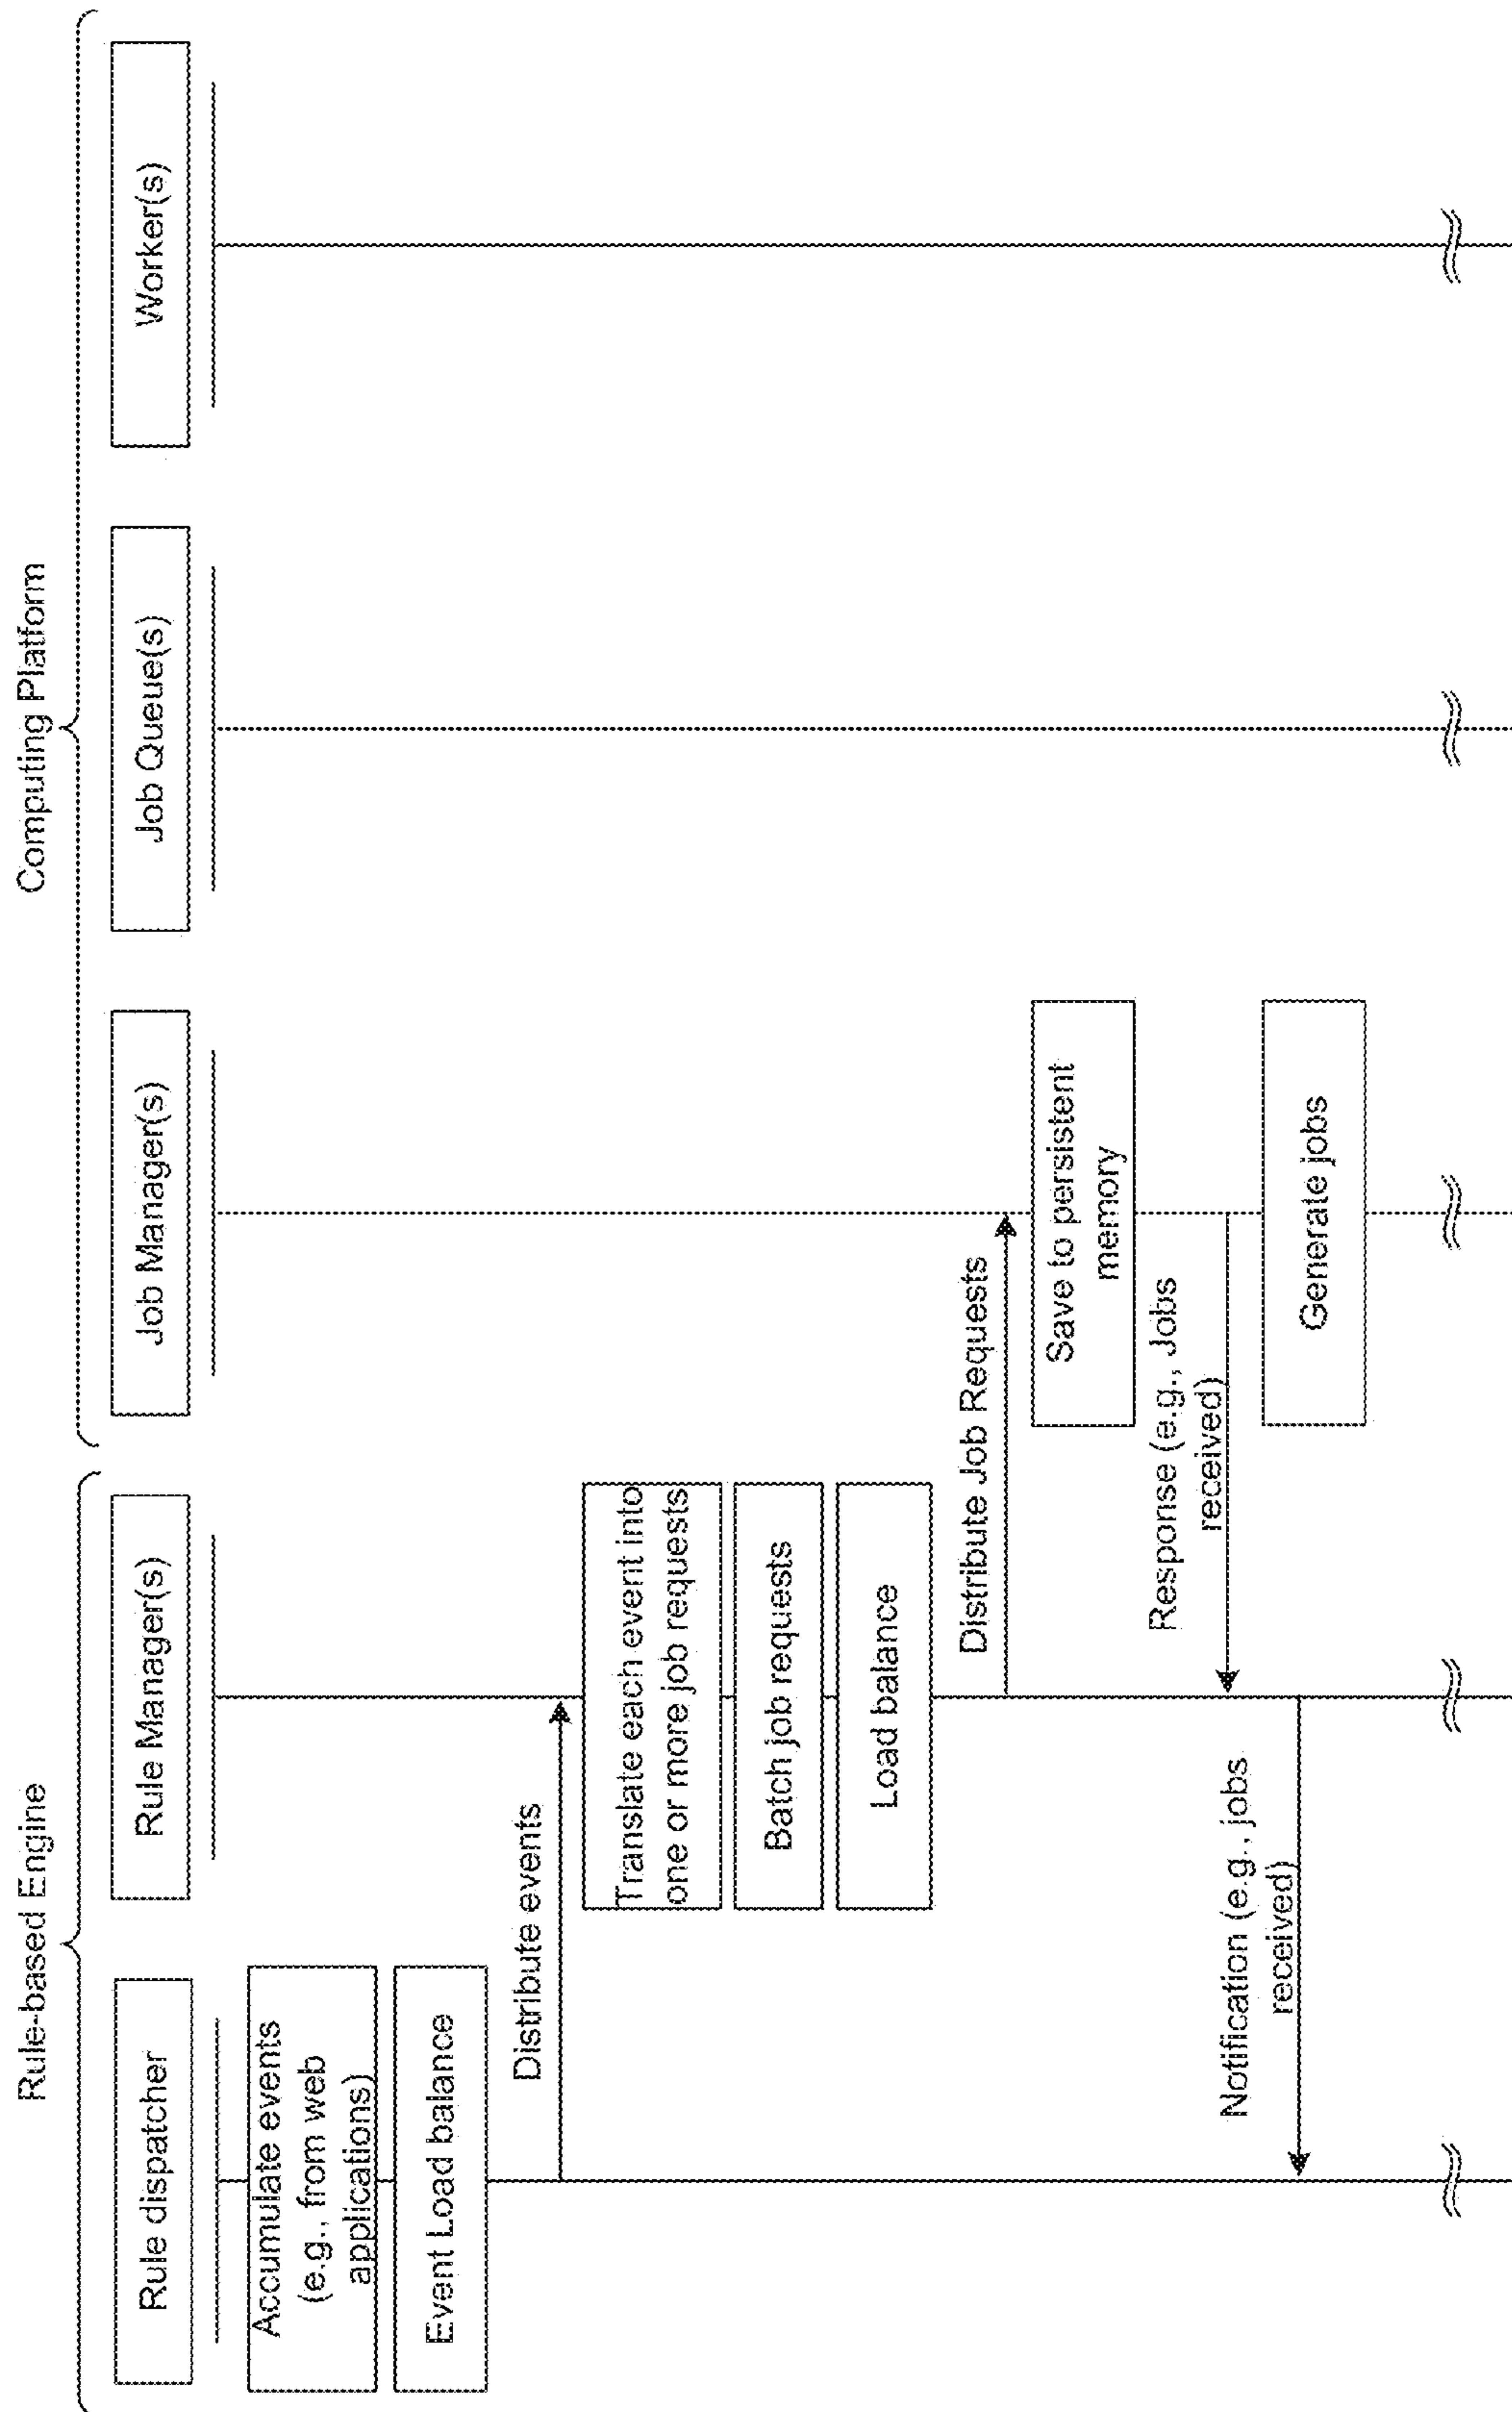 Rule-based Engine
Computing Platform
Rule dispatcher
Rule Manager(s)
Job Manager(s)
Job Queue(s)
Worker(s)
Accumulate events
(e.g., from web
applications)
Event Load balance
Distribute events
Translate each event into
one or more job requests
Batch job requests
Load balance
Distribute Job Requests
Save to persistent
memory
Response (e.g., Jobs
received)
Notification (e.g., jobs
received)
Generate jobs